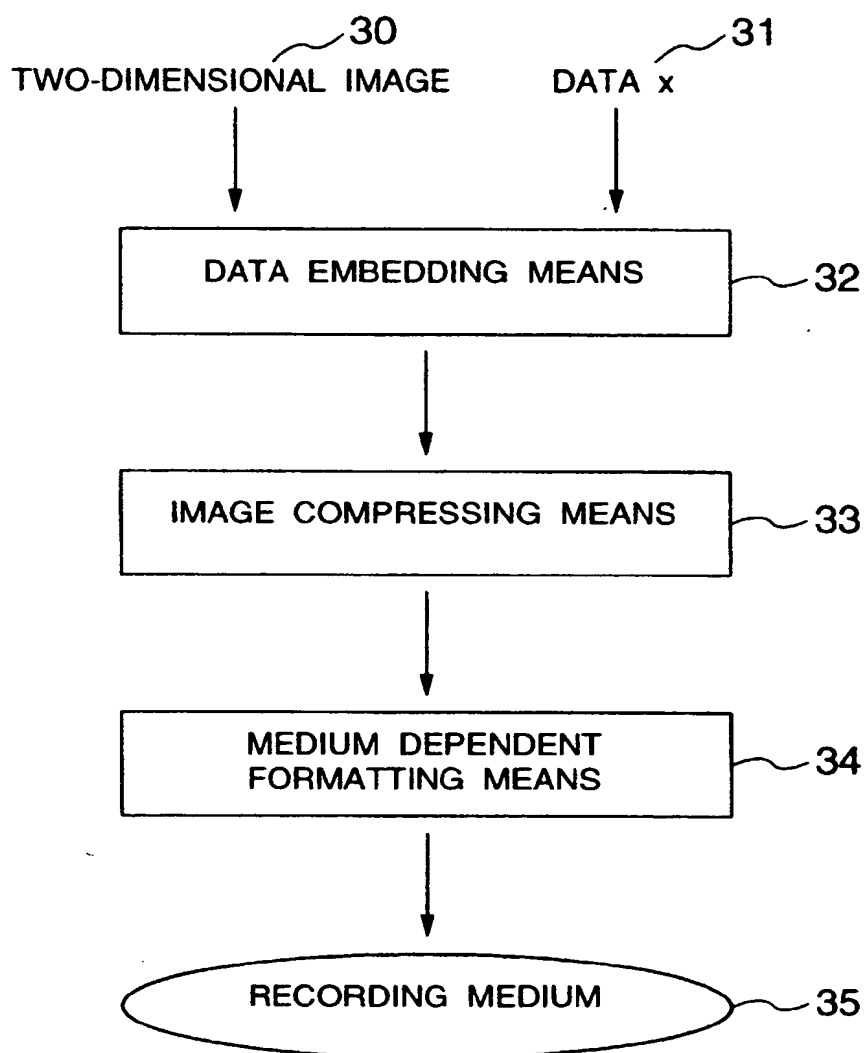 30
31
TWO-DIMENSIONAL IMAGE
DATA x
DATA EMBEDDING MEANS
32
IMAGE COMPRESSING MEANS
33
MEDIUM DEPENDENT
FORMATTING MEANS
34
RECORDING MEDIUM
35